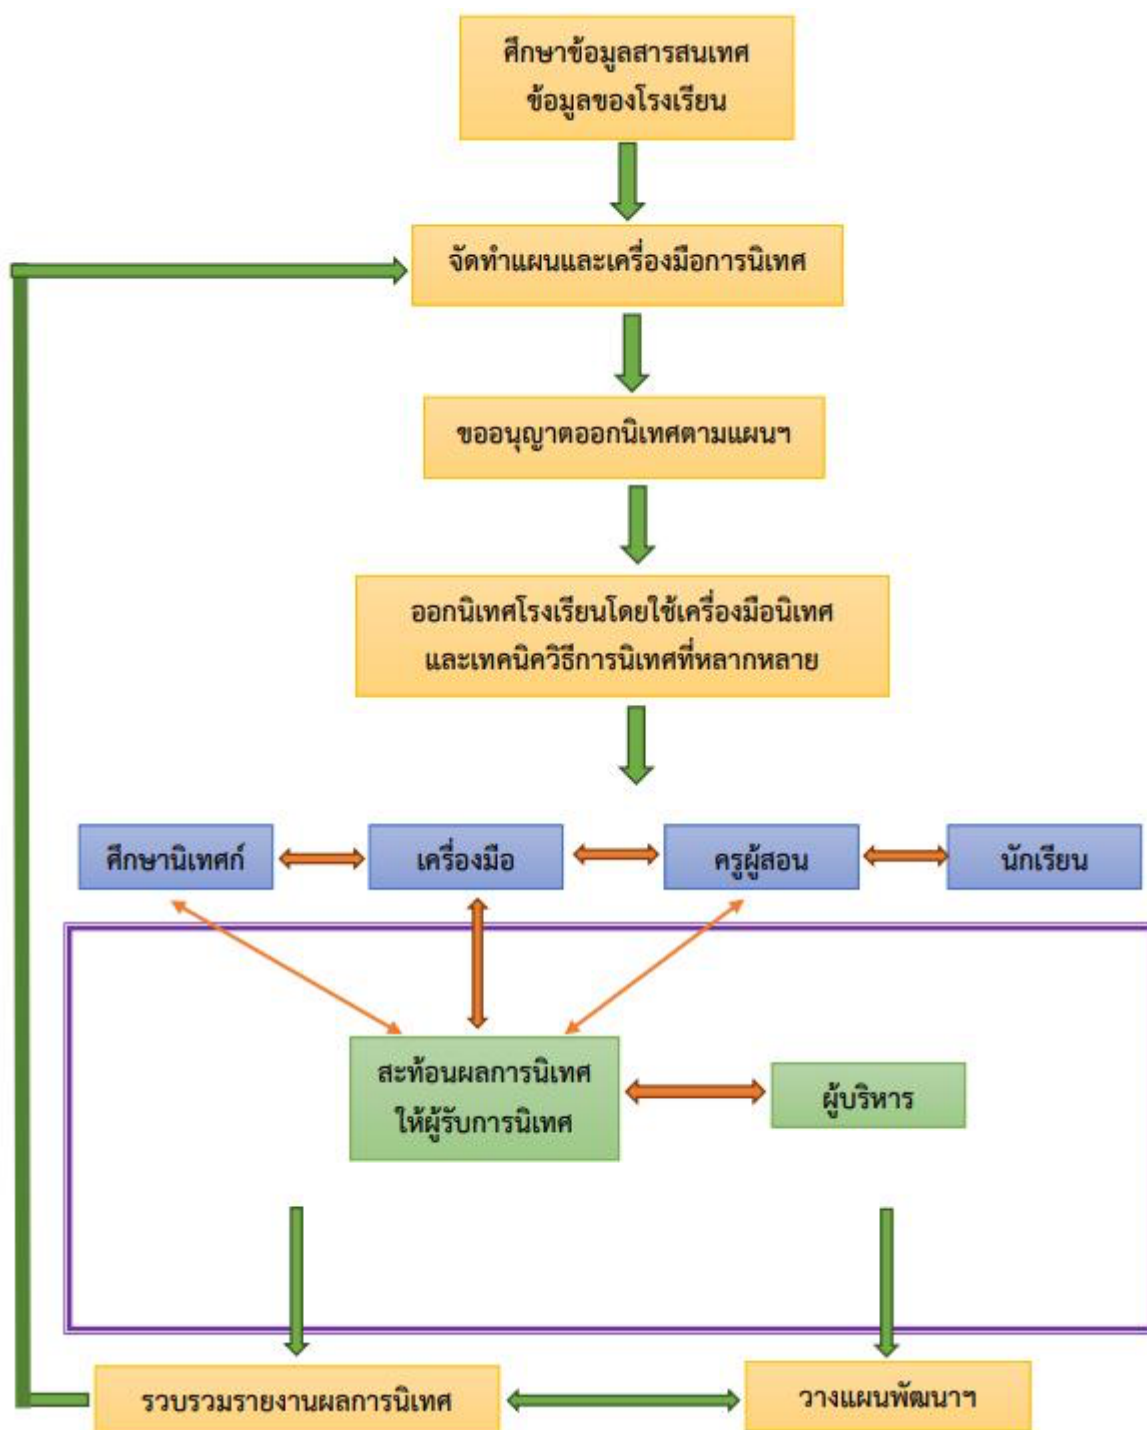 ศึกษาข้อมูลสารสนเทศ
ข้อมูลของโรงเรียน
จัดทำแผนและเครื่องมือการนิเทศ
ขออนุญาตออกนิเทศตามแผนฯ
ออกนิเทศโรงเรียนโดยใช้เครื่องมือนิเทศ
และเทคนิควิธีการนิเทศที่หลากหลาย
ศึกษานิเทศก์
เครื่องมือ
ครูผู้สอน
นักเรียน
สะท้อนผลการนิเทศ
ให้ผู้รับการนิเทศ
ผู้บริหาร
รวบรวมรายงานผลการนิเทศ
วางแผนพัฒนาฯ